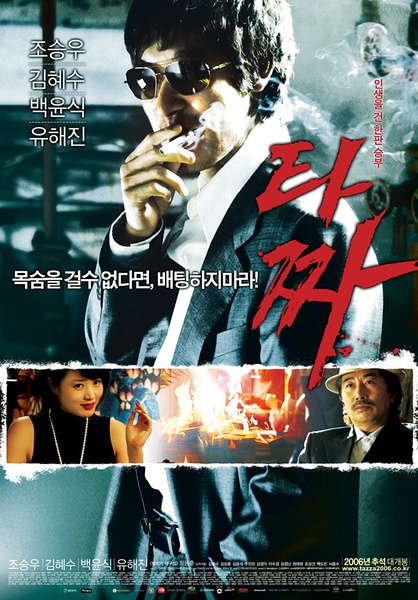 조승우
김혜수
백윤식
유해진
인생을 건 한판 승부
타짜
목숨을 걸수 없다면, 배팅하지마라!
조승우 김혜수 백윤식 유해진
2006년 추석 대개봉
www.tazza2006.co.kr